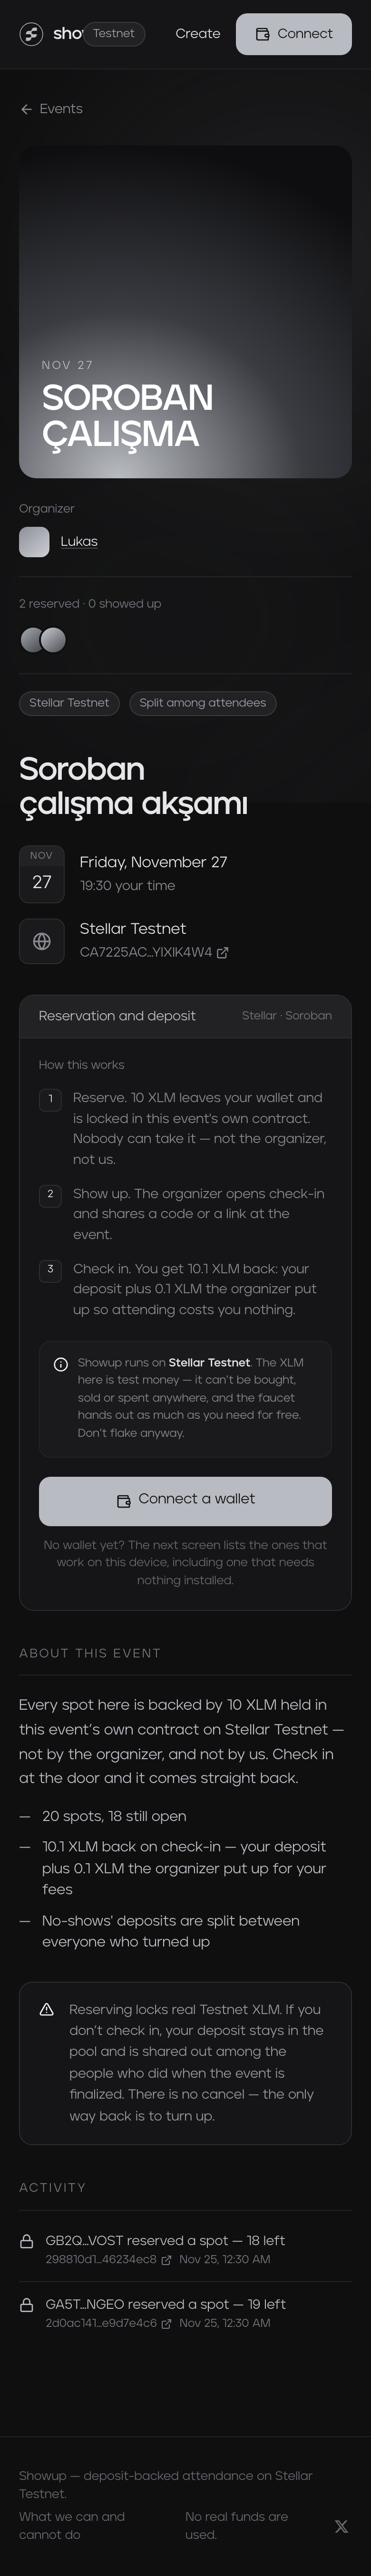 Testnet
Create
Connect
Events
NOV 27
SOROBAN
ÇALIŞMA
Organizer
Lukas
2 reserved · 0 showed up
Stellar Testnet
Split among attendees
Soroban
çalışma akşamı
NOV
27
Friday, November 27
19:30 your time
Stellar Testnet
CA7225AC…YIXIK4W4
Reservation and deposit
Stellar · Soroban
How this works
1
Reserve. 10 XLM leaves your wallet and
is locked in this event's own contract.
Nobody can take it — not the organizer,
not us.
2
Show up. The organizer opens check-in
and shares a code or a link at the
event.
3
Check in. You get 10.1 XLM back: your
deposit plus 0.1 XLM the organizer put
up so attending costs you nothing.
Showup runs on Stellar Testnet. The XLM
here is test money — it can't be bought,
sold or spent anywhere, and the faucet
hands out as much as you need for free.
Don't flake anyway.
Connect a wallet
No wallet yet? The next screen lists the ones that
work on this device, including one that needs
nothing installed.
ABOUT THIS EVENT
Every spot here is backed by 10 XLM held in
this event's own contract on Stellar Testnet —
not by the organizer, and not by us. Check in
at the door and it comes straight back.
— 20 spots, 18 still open
— 10.1 XLM back on check-in — your deposit
plus 0.1 XLM the organizer put up for your
fees
— No-shows' deposits are split between
everyone who turned up
Reserving locks real Testnet XLM. If you
don't check in, your deposit stays in the
pool and is shared out among the
people who did when the event is
finalized. There is no cancel — the only
way back is to turn up.
ACTIVITY
GB2Q…VOST reserved a spot — 18 left
298810d1…46234ec8 Nov 25, 12:30 AM
GA5T…NGEO reserved a spot — 19 left
2d0ac141…e9d7e4c6 Nov 25, 12:30 AM
Showup — deposit-backed attendance on Stellar
Testnet.
What we can and
cannot do
No real funds are
used.